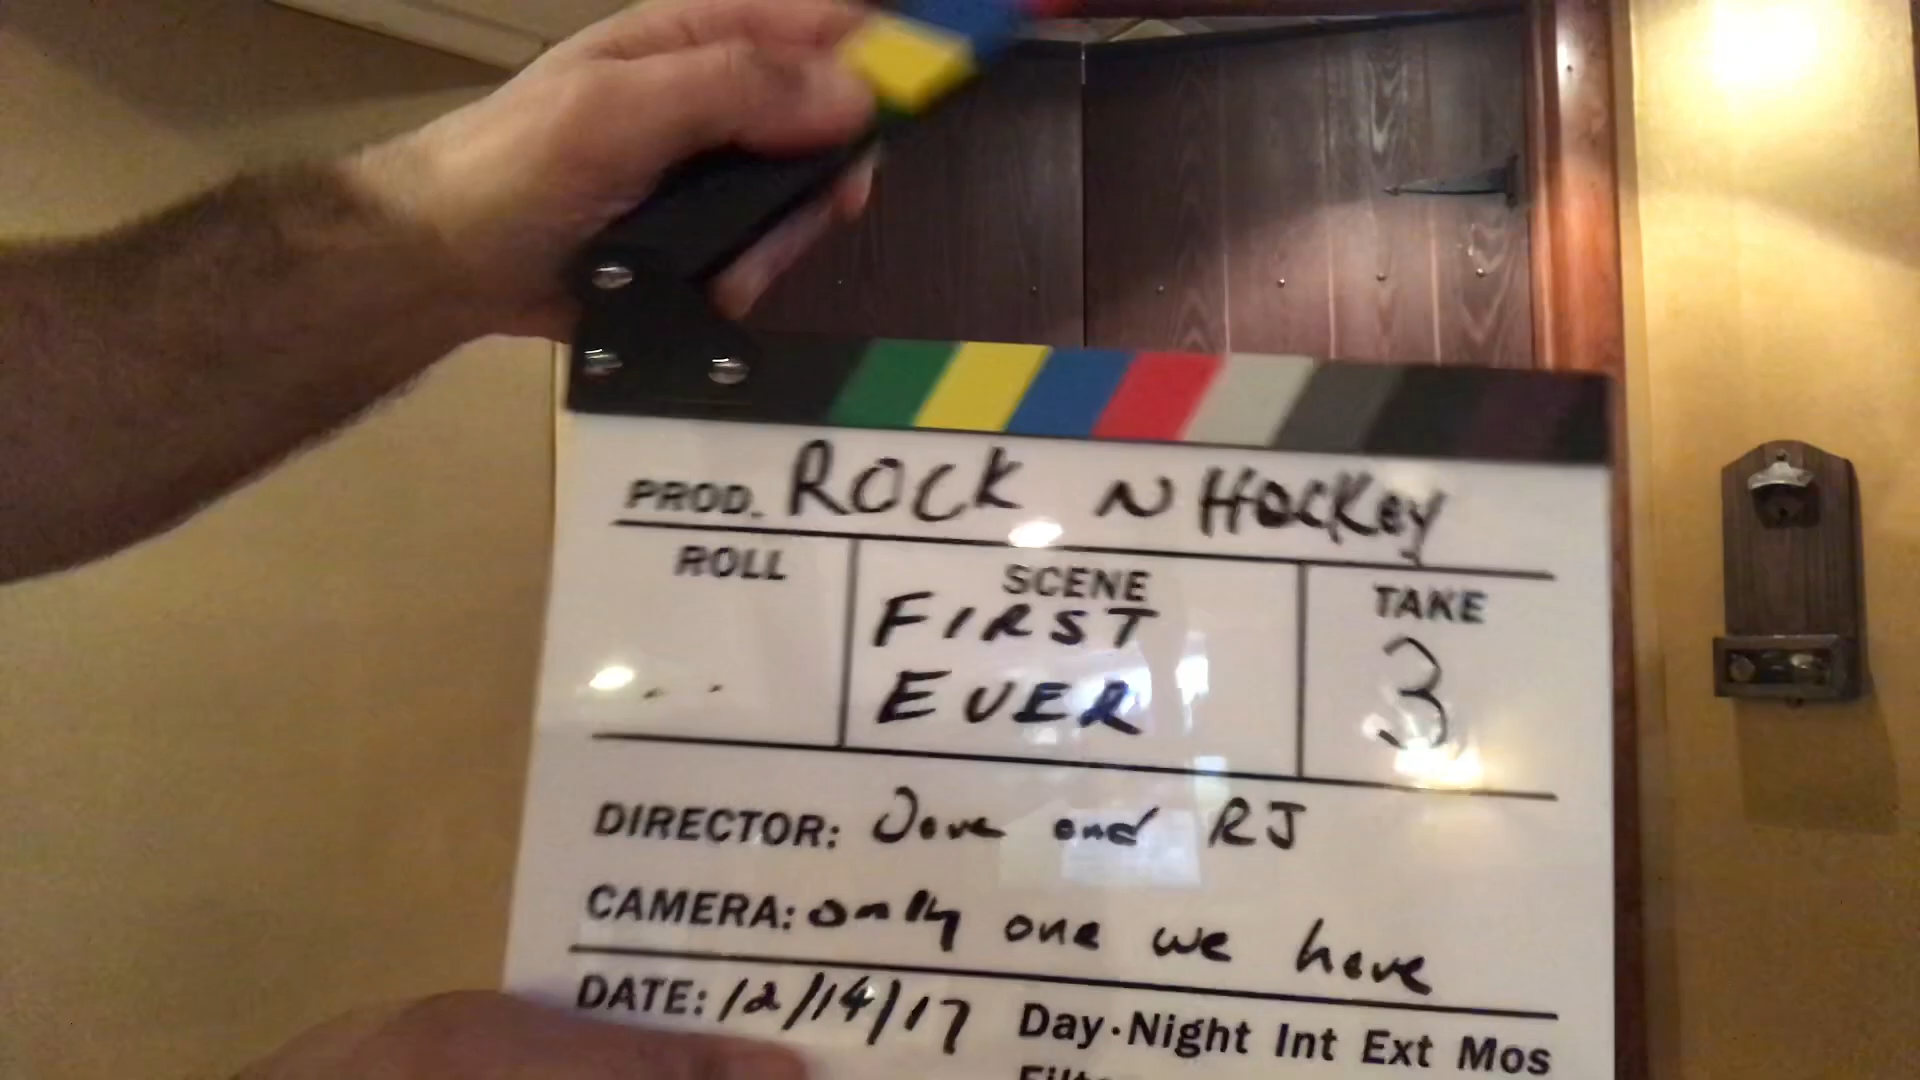 PROD. ROCK N HOCKEY
ROLL
SCENE
FIRST
EVER
TAKE
3
DIRECTOR: Dave and RJ
CAMERA: only one we have
DATE: 12/14/17 Day·Night Int Ext Mos